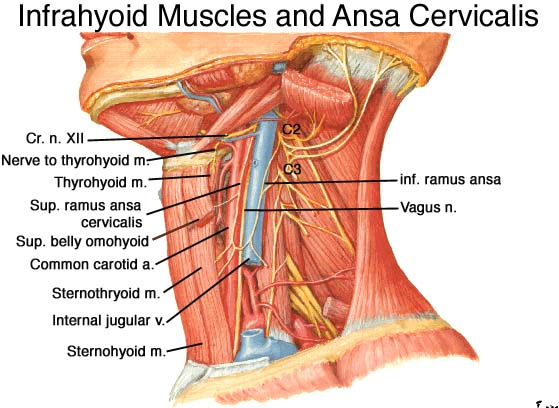 Infrahyoid Muscles and Ansa Cervicalis
C2
Cr. n. XII
Nerve to thyrohyoid m.
C3
Thyrohyoid m.
inf. ramus ansa
Sup. ramus ansa
cervicalis
Vagus n.
Sup. belly omohyoid
Common carotid a.
Sternothryoid m.
Internal jugular v.
Sternohyoid m.